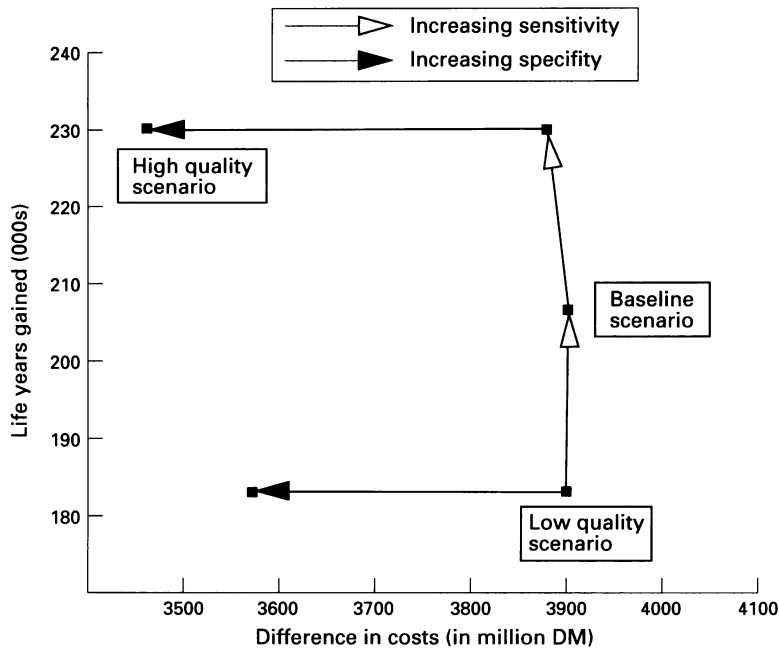 Increasing sensitivity
Increasing specifity
240
230
220
210
200
190
180
Life years gained (000s)
High quality
scenario
Baseline
scenario
Low quality
scenario
3500 3600 3700 3800 3900 4000 4100
Difference in costs (in million DM)